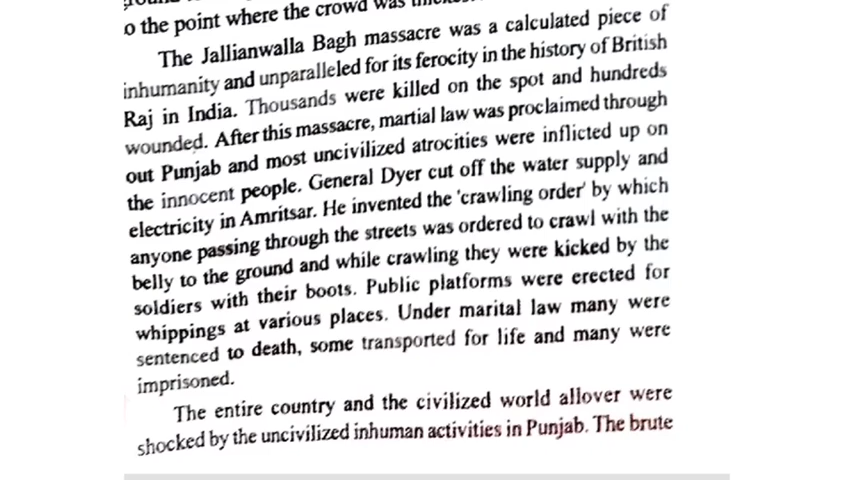 o the point where the crowd was
The Jallianwalla Bagh massacre was a calculated piece of
inhumanity and unparalleled for its ferocity in the history of British
Raj in India. Thousands were killed on the spot and hundreds
wounded. After this massacre, martial law was proclaimed through
out Punjab and most uncivilized atrocities were inflicted up on
the innocent people. General Dyer cut off the water supply and
electricity in Amritsar. He invented the 'crawling order' by which
anyone passing through the streets was ordered to crawl with the
belly to the ground and while crawling they were kicked by the
soldiers with their boots. Public platforms were erected for
whippings at various places. Under marital law many were
sentenced to death, some transported for life and many were
imprisoned.
The entire country and the civilized world allover were
shocked by the uncivilized inhuman activities in Punjab. The brute